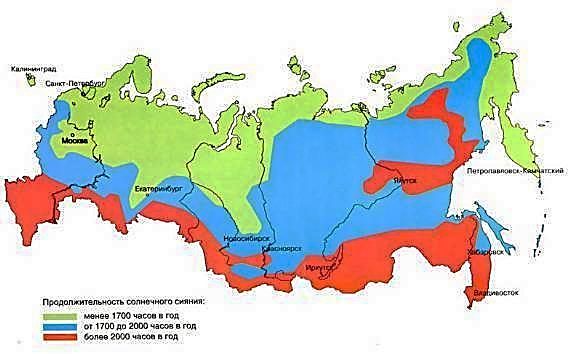 Калининград
Санкт-Петербург
Москва
Екатеринбург
Новосибирск
Красноярск
Иркутск
Якутск
Петропавловск-Камчатский
Хабаровск
Владивосток
Продолжительность солнечного сияния:
менее 1700 часов в год
от 1700 до 2000 часов в год
более 2000 часов в год